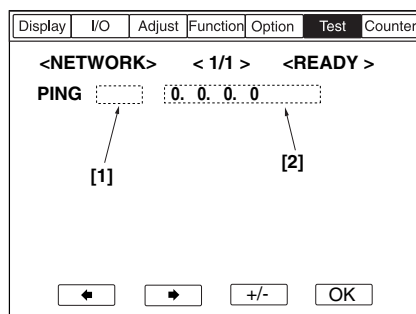 Display I/O Adjust Function Option Test Counter
<NETWORK> < 1/1 > <READY >
PING 0. 0. 0. 0
[1] [2]
+/- OK